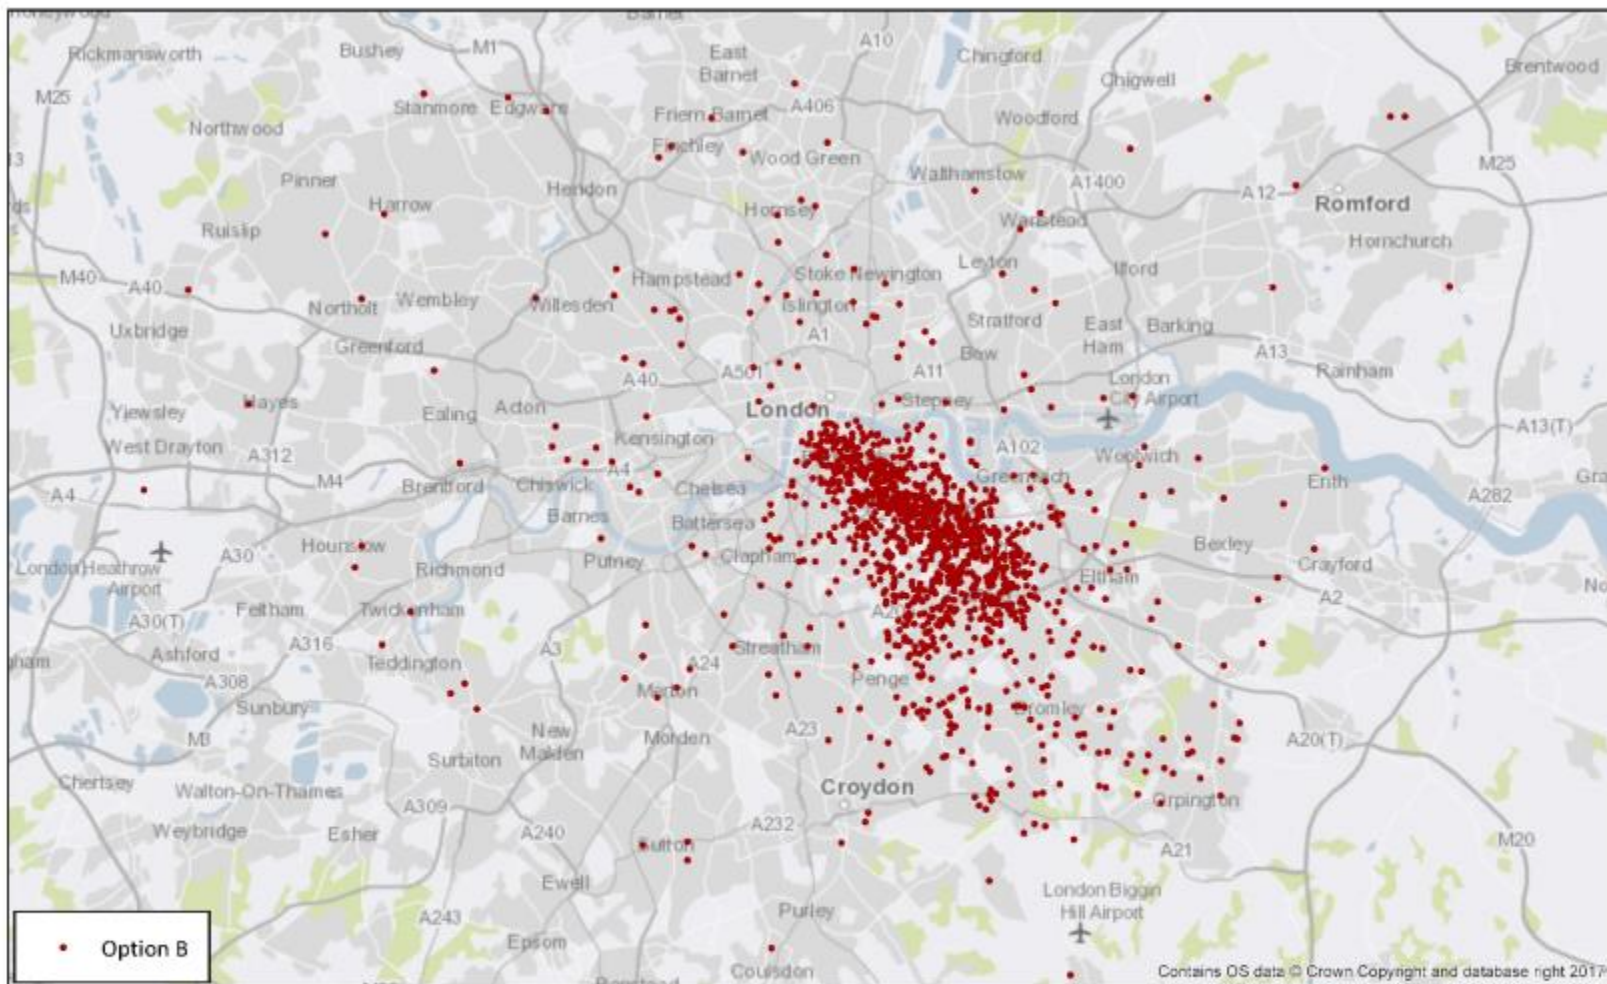 Bushey
M1
A10
Rickmansworth
East
Barnet
Chingford
Chigwell
Brentwood
M25
Stanmore
Edgware
A406
Friern Barnet
Woodford
Northwood
Finchley
Wood Green
M25
Pinner
Hendon
Walthamstow
A1400
A12
Romford
Harrow
Hornsey
Wanstead
Ruislip
Hornchurch
M40
A40
Hampstead
Stoke Newington
Leyton
Ilford
Northolt
Wembley
Willesden
Islington
Uxbridge
A1
Stratford
East
Ham
Barking
Greenford
Bow
A13
A40
A501
A11
Rainham
London
City Airport
Yiewsley
Hayes
Ealing
Acton
London
Stepney
West Drayton
Kensington
A13(T)
A312
A4
A102
Woolwich
M4
Brentford
Chiswick
Chelsea
Greenwich
Erith
A4
A282
Barnes
Battersea
Hounslow
Bexley
A30
Putney
Clapham
London Heathrow
Airport
Richmond
Eltham
Crayford
A2
Feltham
Twickenham
A30(T)
A316
A3
Streatham
Ashford
Teddington
A24
A308
Merton
Penge
Sunbury
Bromley
New
Malden
A23
M3
Morden
A20(T)
Surbiton
Chertsey
Walton-On-Thames
Croydon
Orpington
A309
Weybridge
Esher
A240
A232
M20
Sutton
A21
Ewell
London Biggin
Hill Airport
A243
Purley
Epsom
Option B
Coulsdon
Contains OS data © Crown Copyright and database right 2017